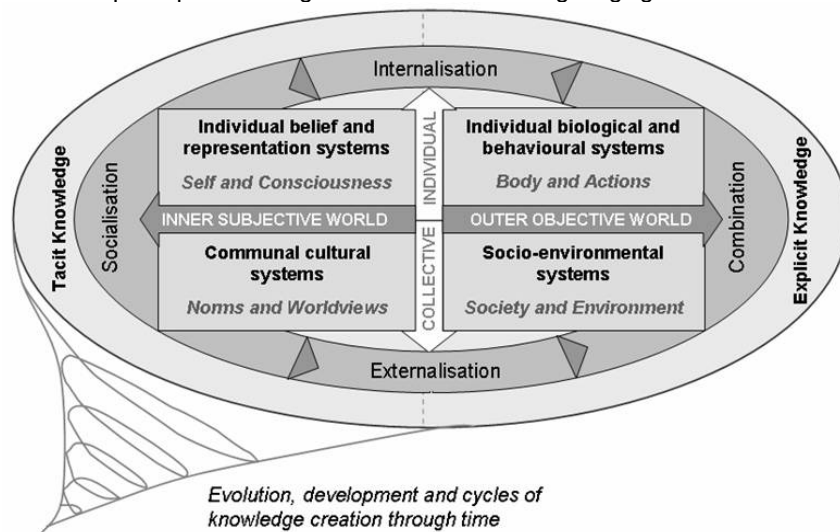 Internalisation
Individual belief and
representation systems
Self and Consciousness
Individual biological and
behavioural systems
Body and Actions
INDIVIDUAL
Tacit Knowledge
Socialisation
INNER SUBJECTIVE WORLD
OUTER OBJECTIVE WORLD
Combination
Explicit Knowledge
Communal cultural
systems
Norms and Worldviews
COLLECTIVE
Socio-environmental
systems
Society and Environment
Externalisation
Evolution, development and cycles of
knowledge creation through time